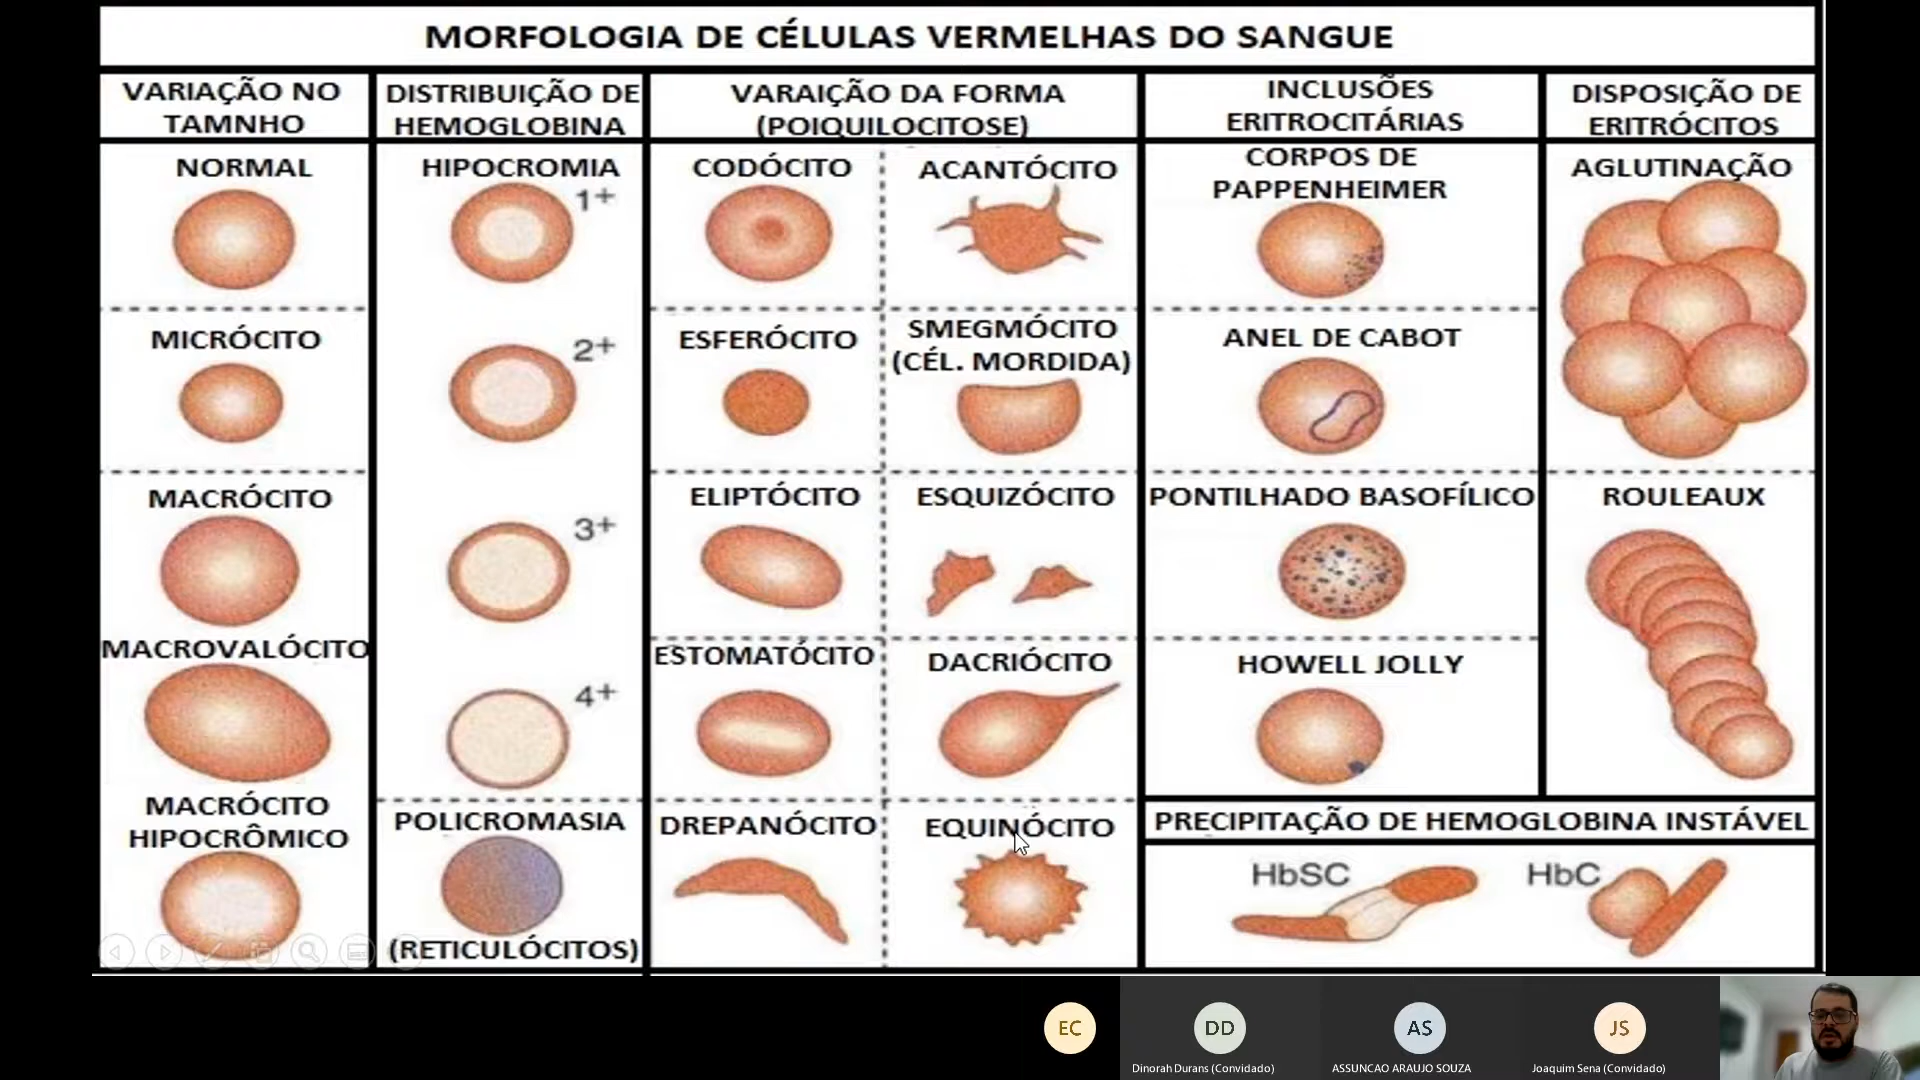 MORFOLOGIA DE CÉLULAS VERMELHAS DO SANGUE
VARIAÇÃO NO
TAMNHO
DISTRIBUIÇÃO DE
HEMOGLOBINA
VARAIÇÃO DA FORMA
(POIQUILOCITOSE)
INCLUSÕES
ERITROCITÁRIAS
DISPOSIÇÃO DE
ERITRÓCITOS
NORMAL
MICRÓCITO
MACRÓCITO
MACROVALÓCITO
MACRÓCITO
HIPOCRÔMICO
HIPOCROMIA
1+
2+
3+
4+
POLICROMASIA
(RETICULÓCITOS)
CODÓCITO
ACANTÓCITO
ESFERÓCITO
SMEGMÓCITO
(CÉL. MORDIDA)
ELIPTÓCITO
ESQUIZÓCITO
ESTOMATÓCITO
DACRIÓCITO
DREPANÓCITO
EQUINÓCITO
CORPOS DE
PAPPENHEIMER
ANEL DE CABOT
PONTILHADO BASOFÍLICO
HOWELL JOLLY
AGLUTINAÇÃO
ROULEAUX
PRECIPITAÇÃO DE HEMOGLOBINA INSTÁVEL
HbSC
HbC
EC
DD
AS
JS
Dinorah Durans (Convidado)
ASSUNCAO ARAUJO SOUZA
Joaquim Sena (Convidado)